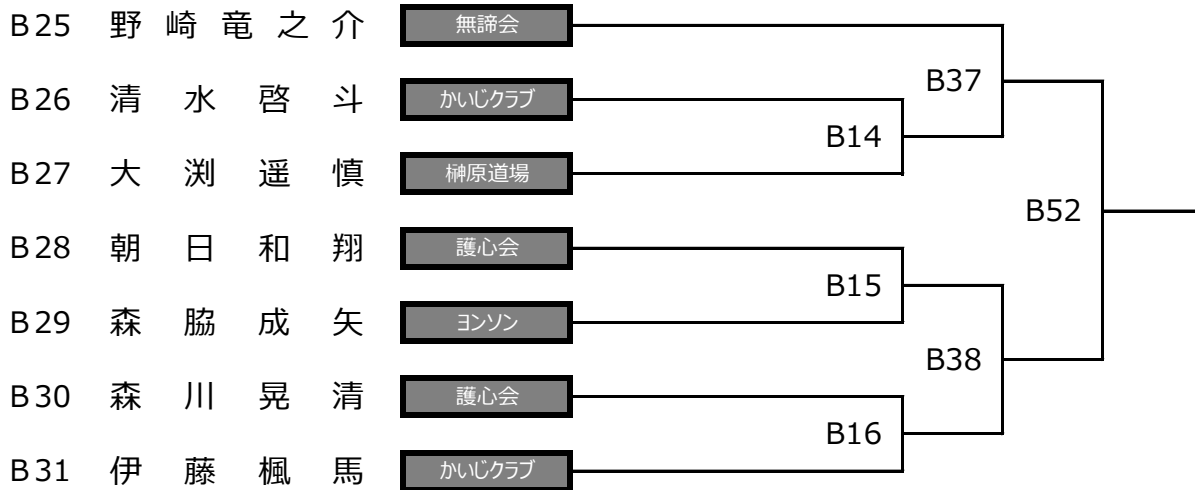 B25 野崎竜之介 無諦会
B37
B26 清水啓斗 かいじクラブ
B14
B27 大渕遥慎 榊原道場
B52
B28 朝日和翔 護心会
B15
B29 森脇成矢 ヨンソン
B38
B30 森川晃清 護心会
B16
B31 伊藤楓馬 かいじクラブ